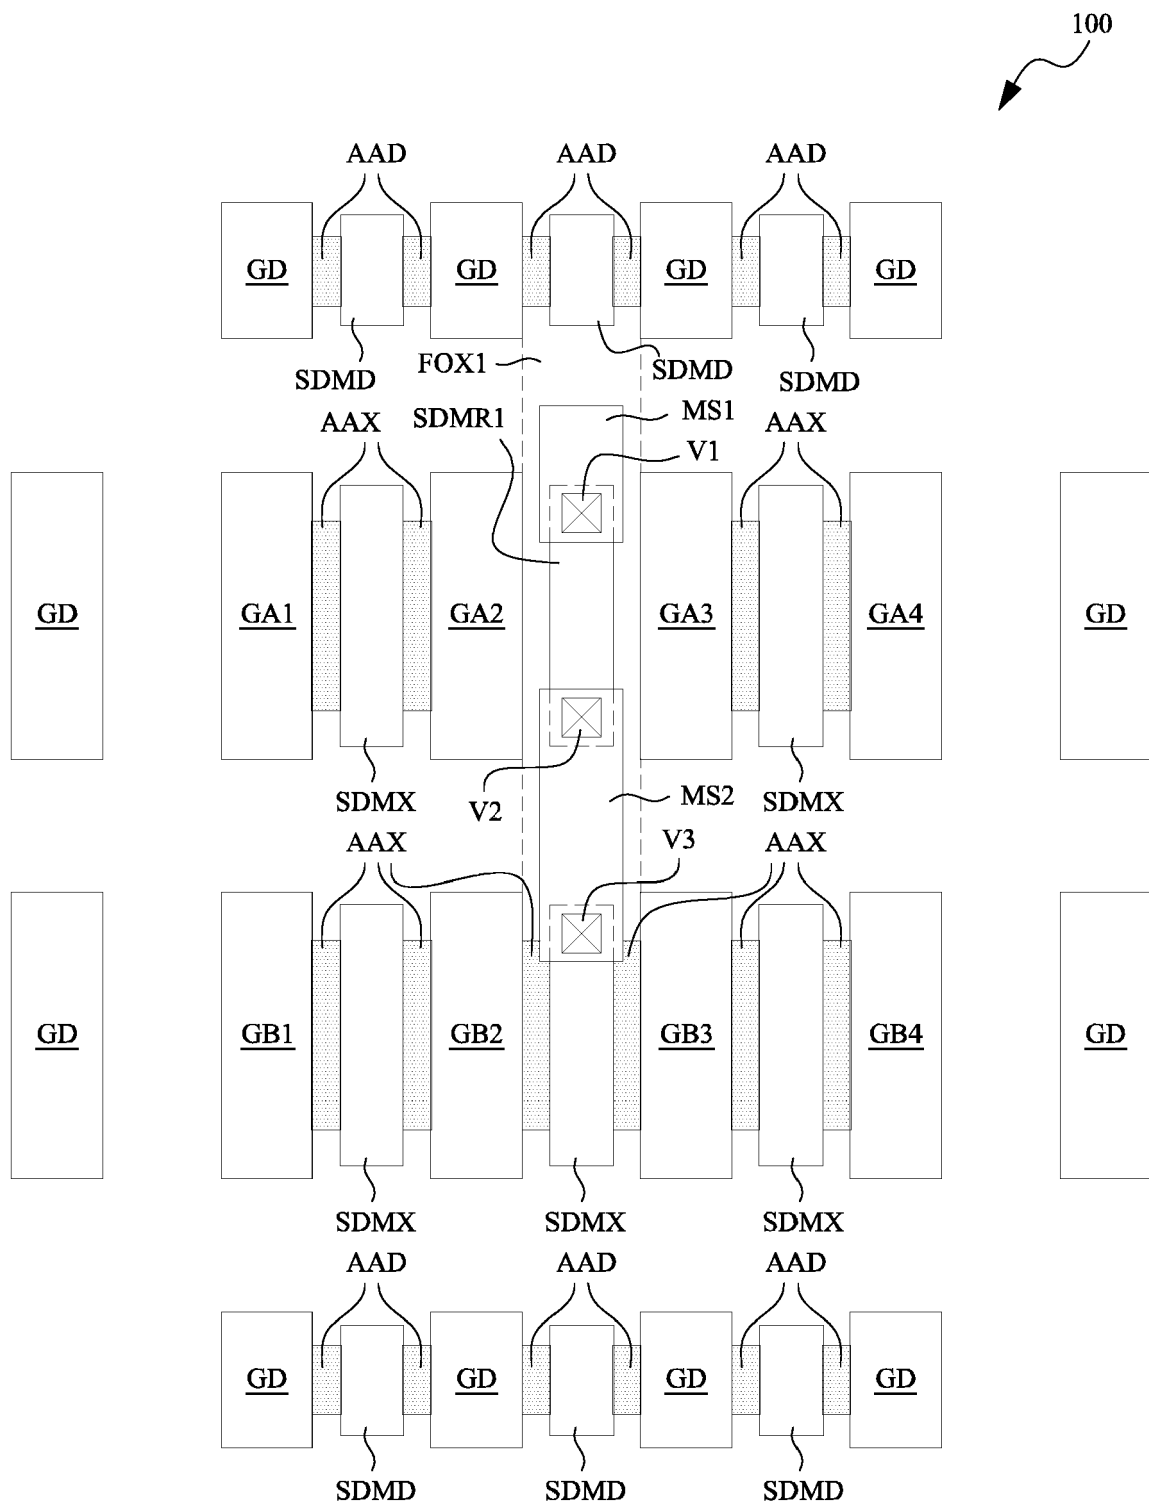 100
AAD AAD AAD
GD GD GD GD
SDMD FOX1 SDMD SDMD
AAX SDMR1 MS1 AAX
V1
GD GA1 GA2 GA3 GA4 GD
SDMX V2 MS2 SDMX
AAX V3 AAX
GD GB1 GB2 GB3 GB4 GD
SDMX SDMX SDMX
AAD AAD AAD
GD GD GD GD
SDMD SDMD SDMD